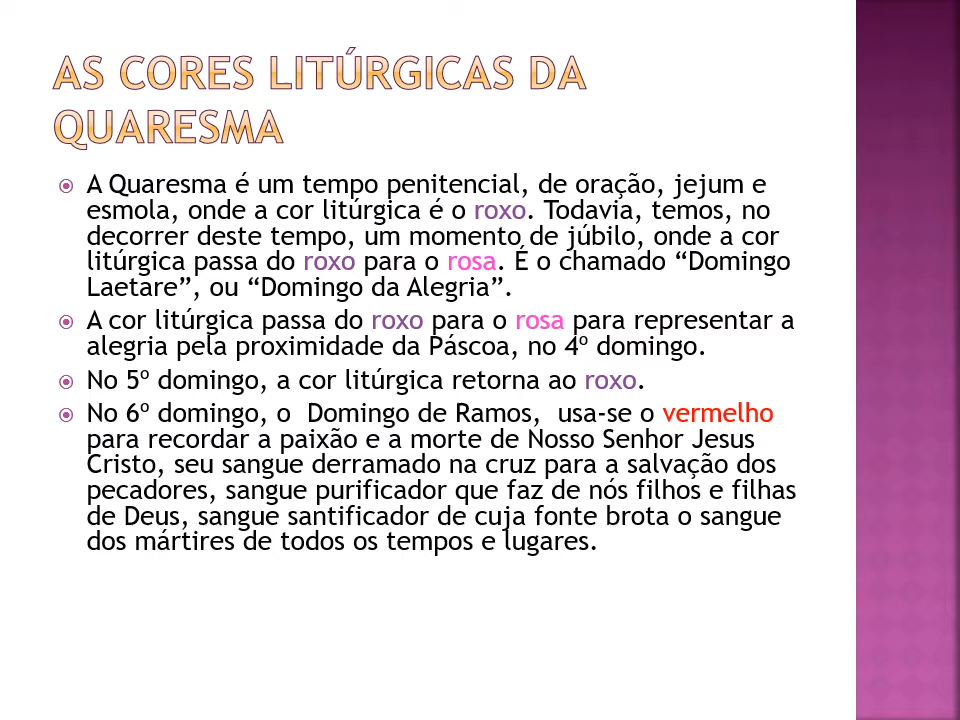 AS CORES LITÚRGICAS DA
QUARESMA
A Quaresma é um tempo penitencial, de oração, jejum e
esmola, onde a cor litúrgica é o roxo. Todavia, temos, no
decorrer deste tempo, um momento de júbilo, onde a cor
litúrgica passa do roxo para o rosa. É o chamado “Domingo
Laetare”, ou “Domingo da Alegria”.
A cor litúrgica passa do roxo para o rosa para representar a
alegria pela proximidade da Páscoa, no 4º domingo.
No 5º domingo, a cor litúrgica retorna ao roxo.
No 6º domingo, o  Domingo de Ramos,  usa-se o vermelho
para recordar a paixão e a morte de Nosso Senhor Jesus
Cristo, seu sangue derramado na cruz para a salvação dos
pecadores, sangue purificador que faz de nós filhos e filhas
de Deus, sangue santificador de cuja fonte brota o sangue
dos mártires de todos os tempos e lugares.